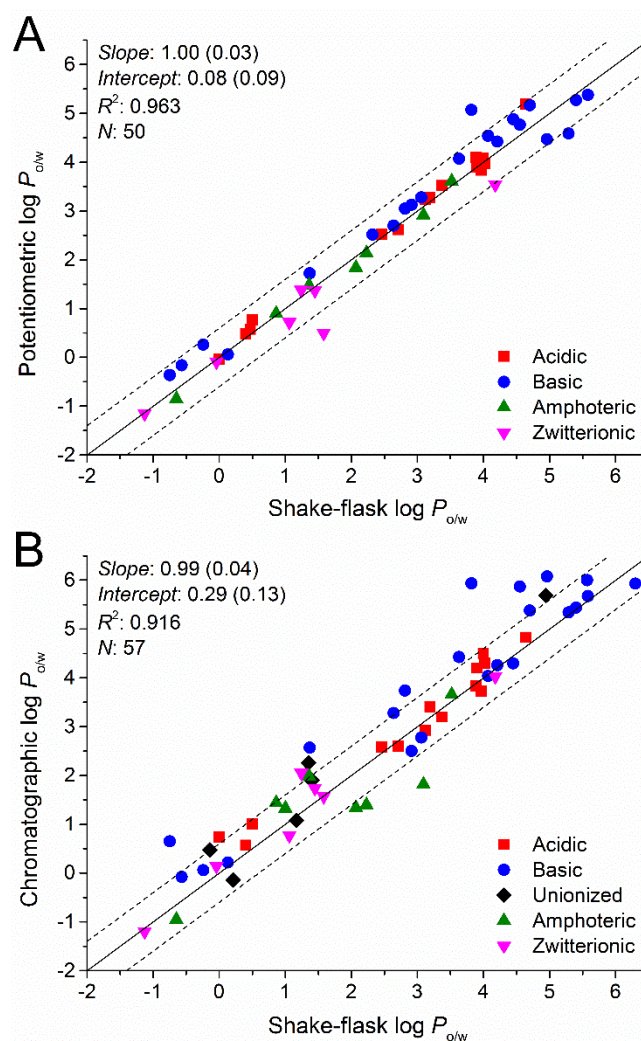 A
Slope: 1.00 (0.03)
Intercept: 0.08 (0.09)
R²: 0.963
N: 50
Potentiometric log P o/w
6
5
4
3
2
1
0
-1
-2
Acidic
Basic
Amphoteric
Zwitterionic
-2 -1 0 1 2 3 4 5 6
Shake-flask log P o/w
B
Slope: 0.99 (0.04)
Intercept: 0.29 (0.13)
R²: 0.916
N: 57
Chromatographic log P o/w
6
5
4
3
2
1
0
-1
-2
Acidic
Basic
Unionized
Amphoteric
Zwitterionic
-2 -1 0 1 2 3 4 5 6
Shake-flask log P o/w